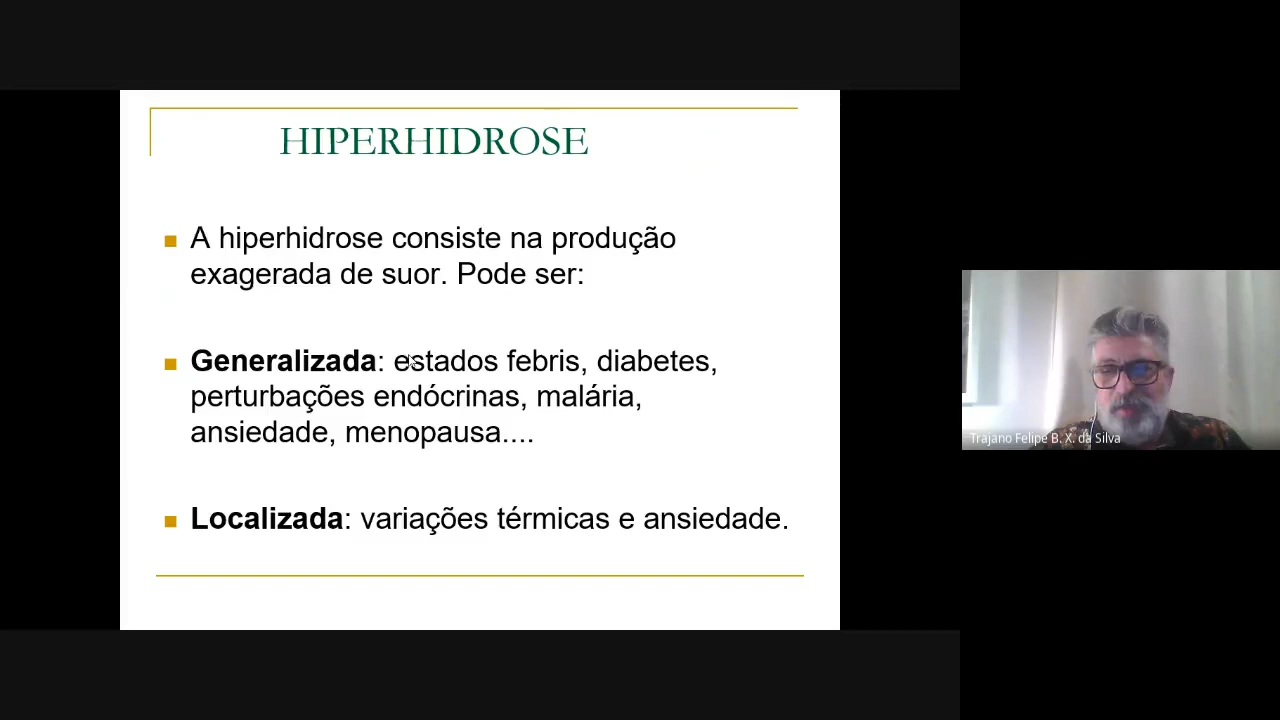 HIPERHIDROSE
A hiperhidrose consiste na produção
exagerada de suor. Pode ser:
Generalizada: estados febris, diabetes,
perturbações endócrinas, malária,
ansiedade, menopausa....
Localizada: variações térmicas e ansiedade.
Trajano Felipe B. X. da Silva